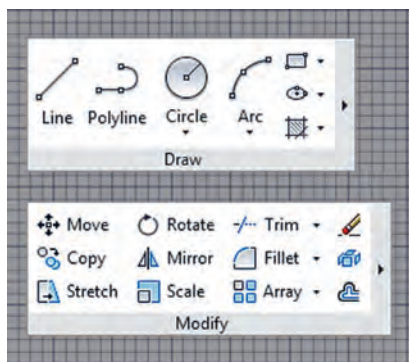 Line Polyline Circle Arc
Draw
Move Rotate Trim
Copy Mirror Fillet
Stretch Scale Array
Modify